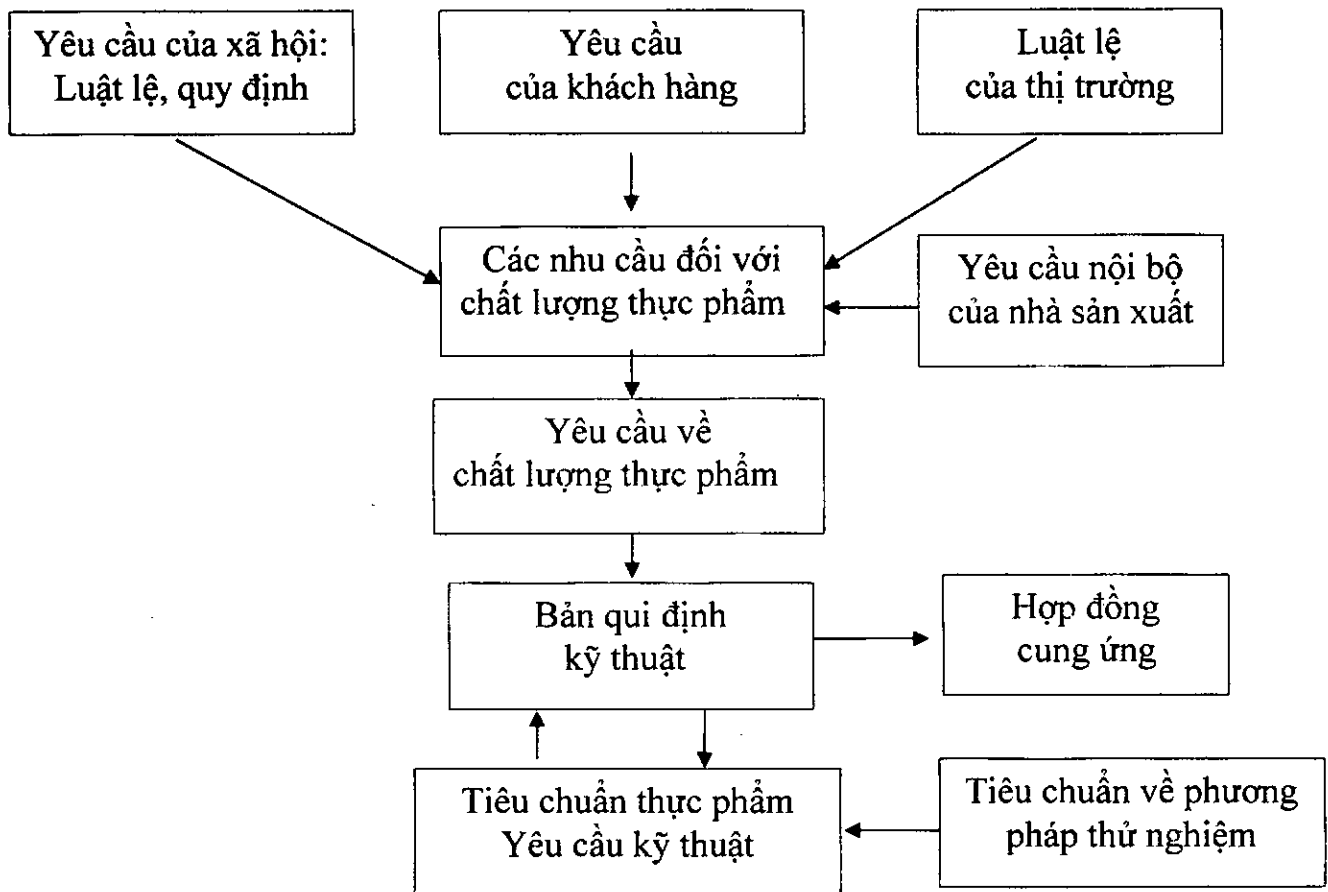 Yêu cầu của xã hội:
Luật lệ, quy định
Yêu cầu
của khách hàng
Luật lệ
của thị trường
Các nhu cầu đối với
chất lượng thực phẩm
Yêu cầu nội bộ
của nhà sản xuất
Yêu cầu về
chất lượng thực phẩm
Bản qui định
kỹ thuật
Hợp đồng
cung ứng
Tiêu chuẩn thực phẩm
Yêu cầu kỹ thuật
Tiêu chuẩn về phương
pháp thử nghiệm